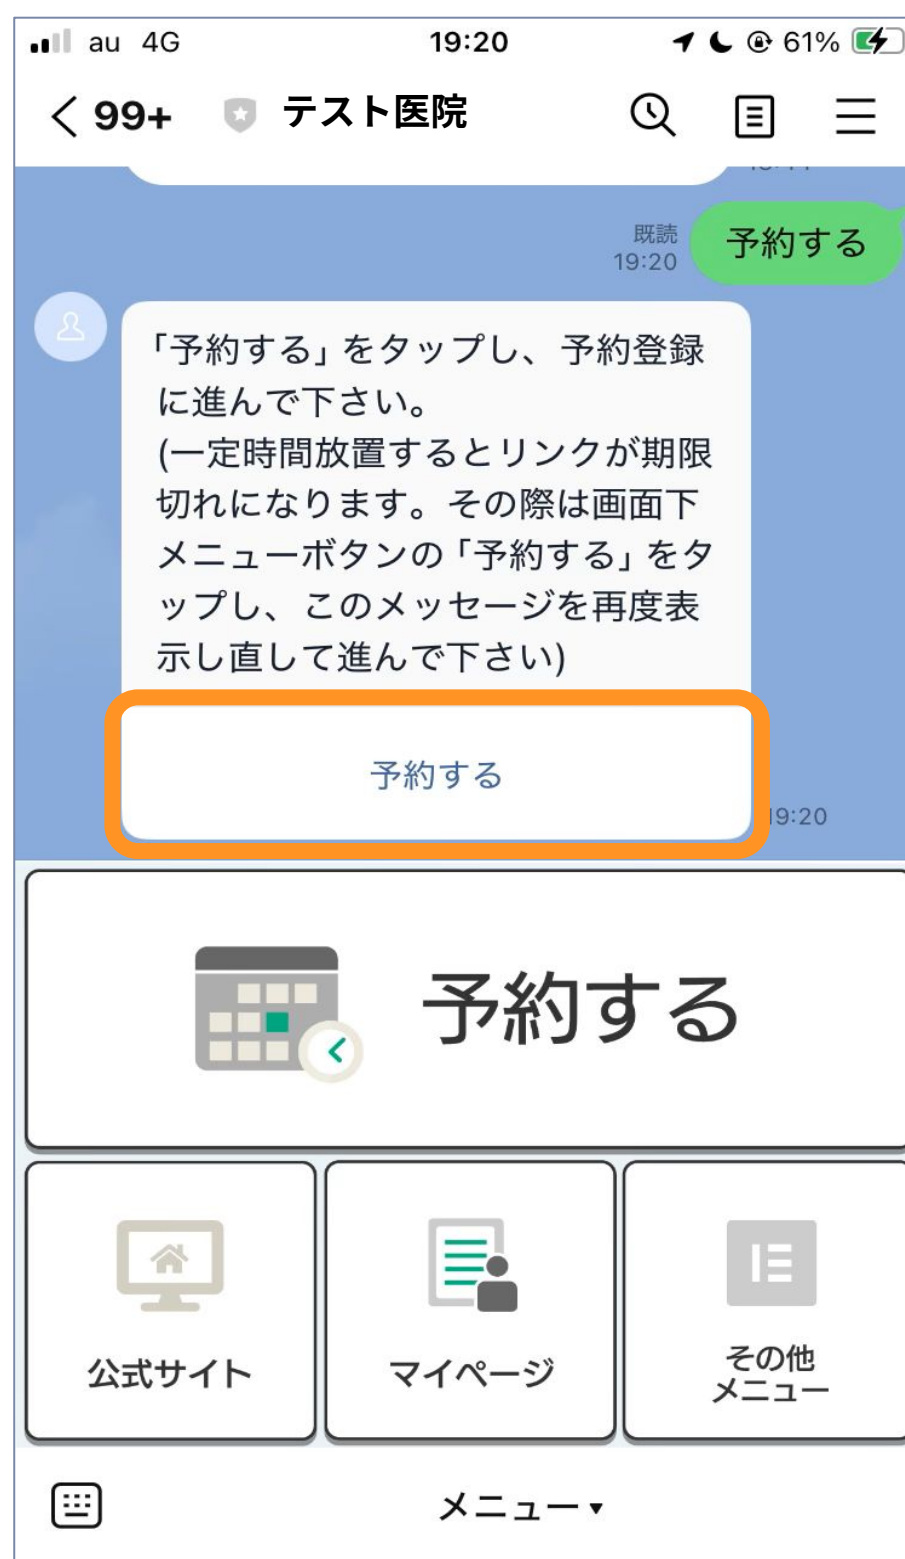 au 4G 19:20 61%
99+ テスト医院
既読
19:20
予約する
「予約する」をタップし、予約登録
に進んで下さい。
(一定時間放置するとリンクが期限
切れになります。その際は画面下
メニューボタンの「予約する」をタ
ップし、このメッセージを再度表
示し直して進んで下さい)
予約する
19:20
予約する
公式サイト
マイページ
その他
メニュー
メニュー▾